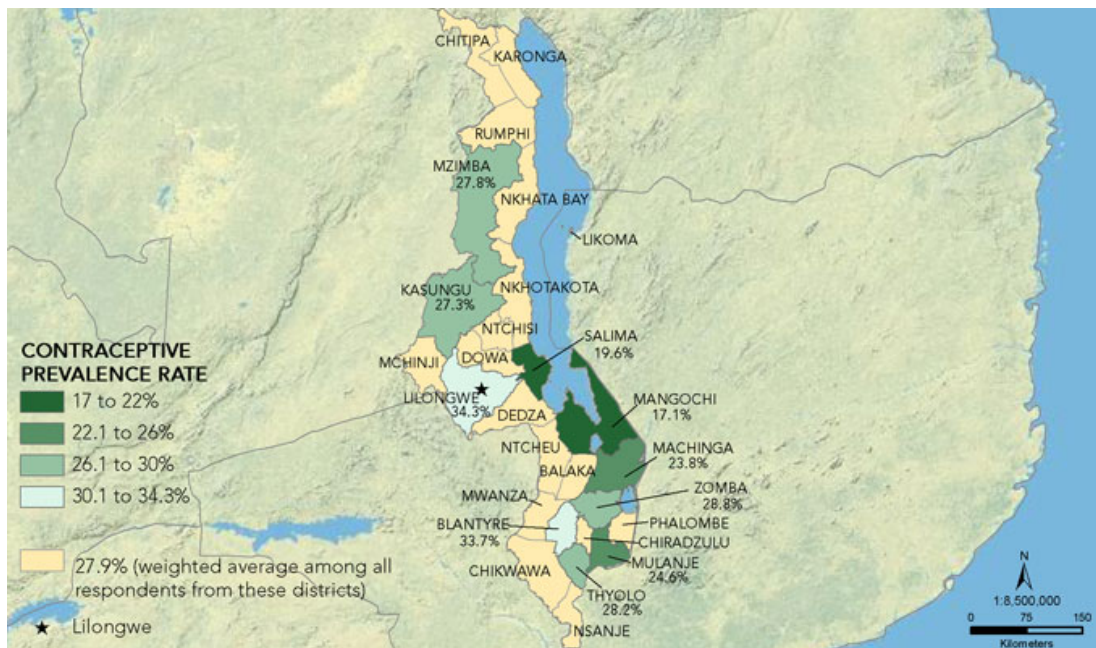 CHITIPA
KARONGA
RUMPHI
MZIMBA
27.8%
NKHATA BAY
LIKOMA
KASUNGU
27.3%
NKHOTAKOTA
NTCHISI
SALIMA
19.6%
MCHINJI
DOWA
LILONGWE
34.3%
DEDZA
MANGOCHI
17.1%
NTCHEU
MACHINGA
23.8%
BALAKA
MWANZA
ZOMBA
28.8%
BLANTYRE
33.7%
PHALOMBE
CHIRADZULU
CHIKWAWA
MULANJE
24.6%
THYOLO
28.2%
NSANJE
CONTRACEPTIVE
PREVALENCE RATE
17 to 22%
22.1 to 26%
26.1 to 30%
30.1 to 34.3%
27.9% (weighted average among all
respondents from these districts)
Lilongwe
N
1:8,500,000
0 75 150
Kilometers